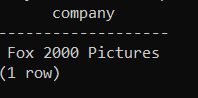 company
-------------------
Fox 2000 Pictures
(1 row)